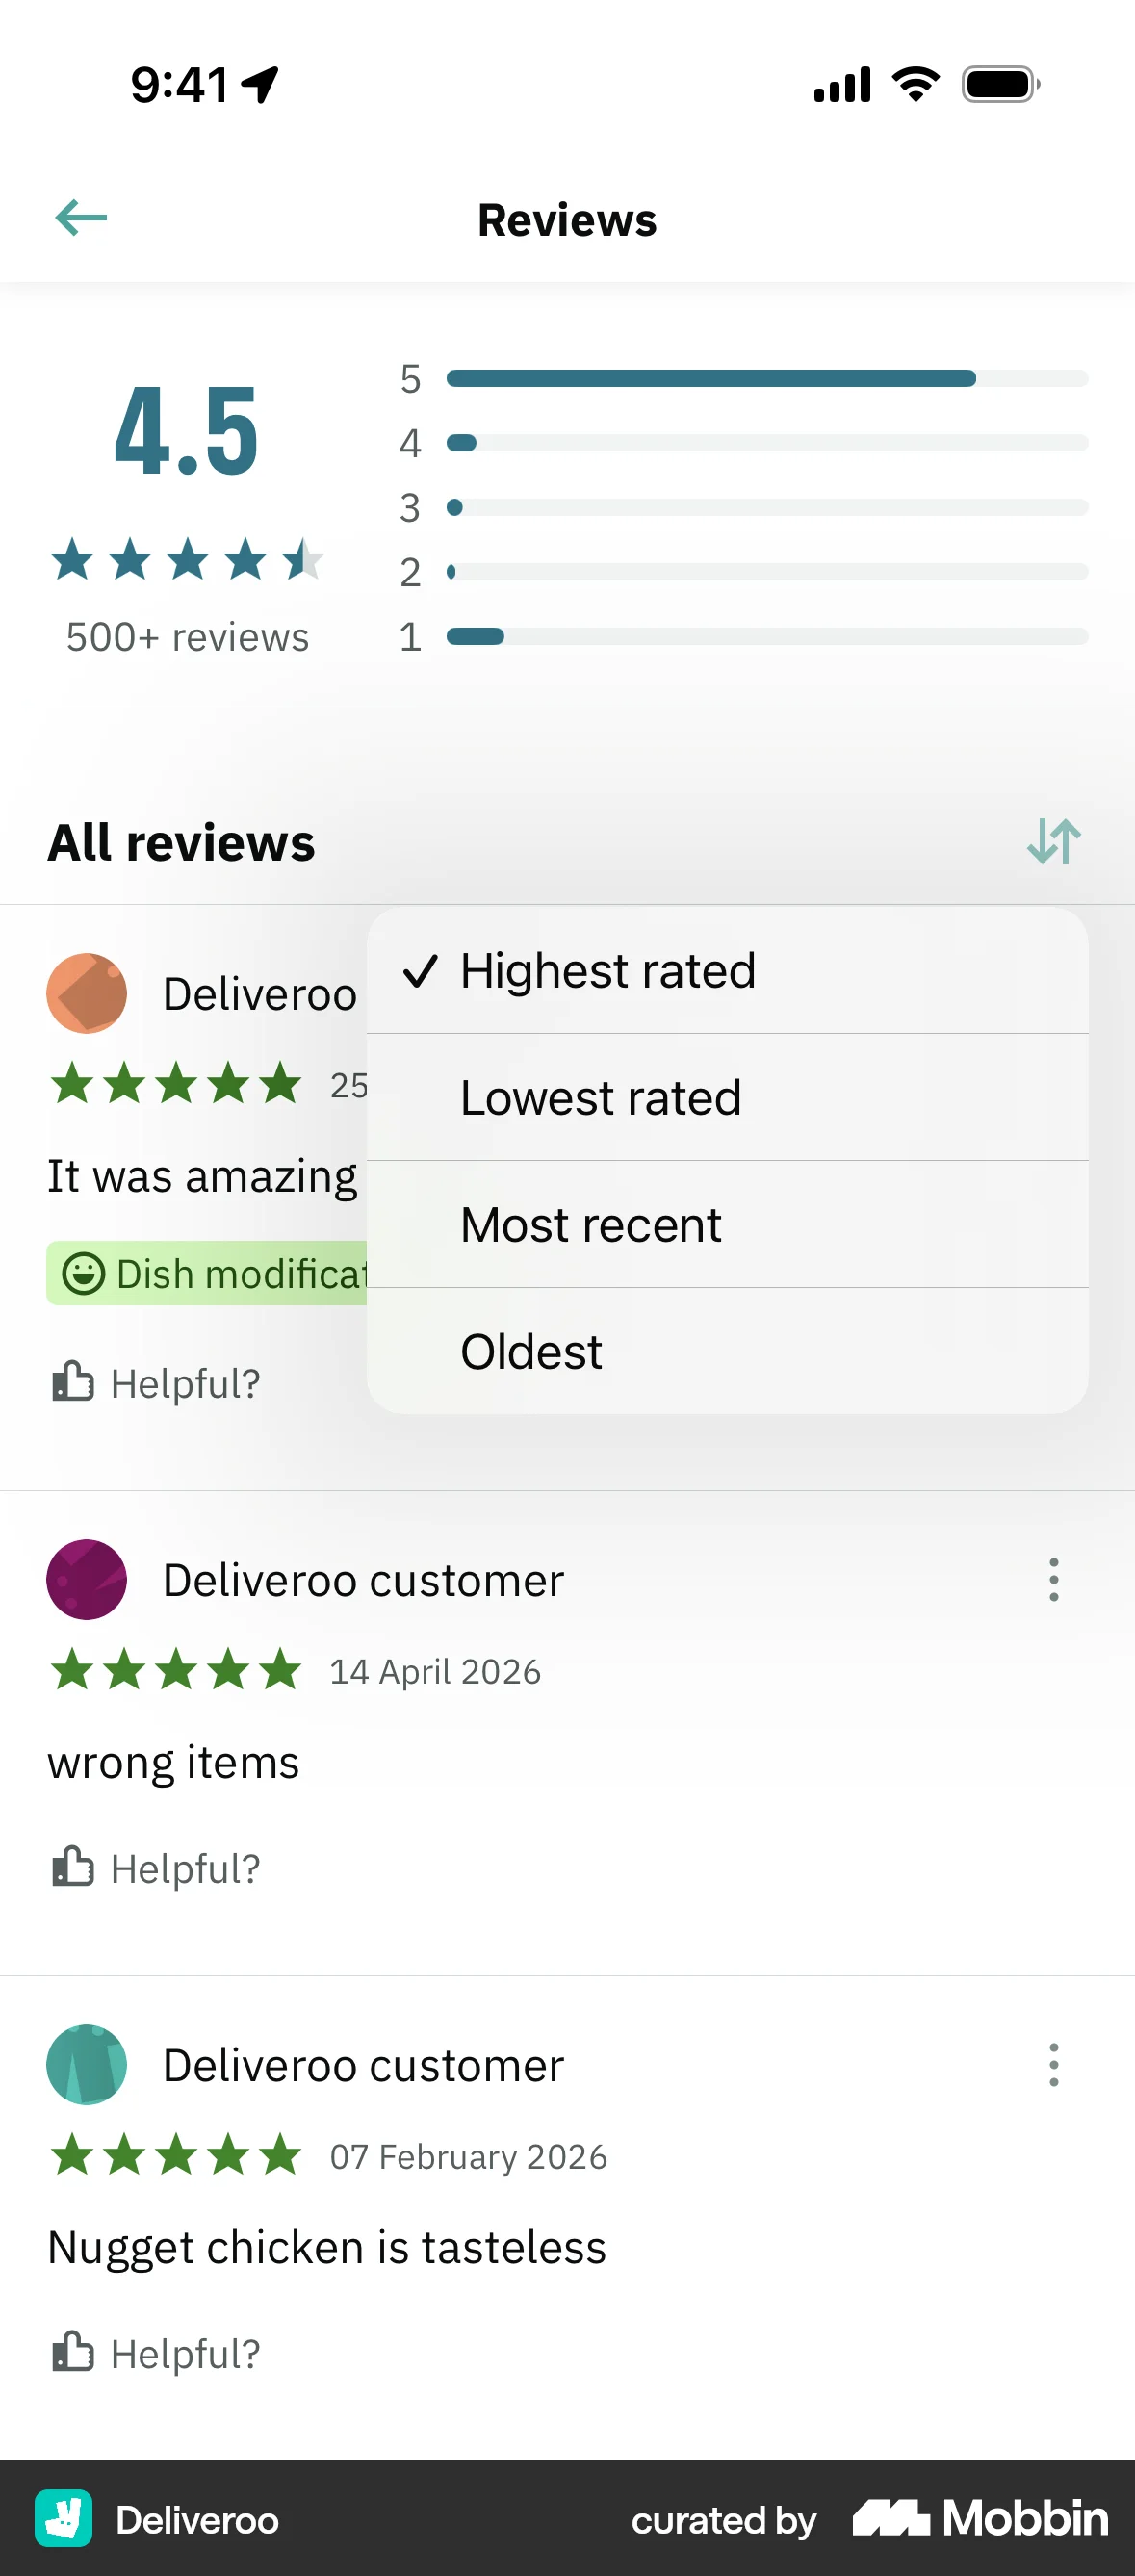 9:41
Reviews
4.5
500+ reviews
5
4
3
2
1
All reviews
Highest rated
Lowest rated
Most recent
Oldest
Deliveroo
25
It was amazing
Dish modificat
Helpful?
Deliveroo customer
14 April 2026
wrong items
Helpful?
Deliveroo customer
07 February 2026
Nugget chicken is tasteless
Helpful?
Deliveroo
curated by Mobbin